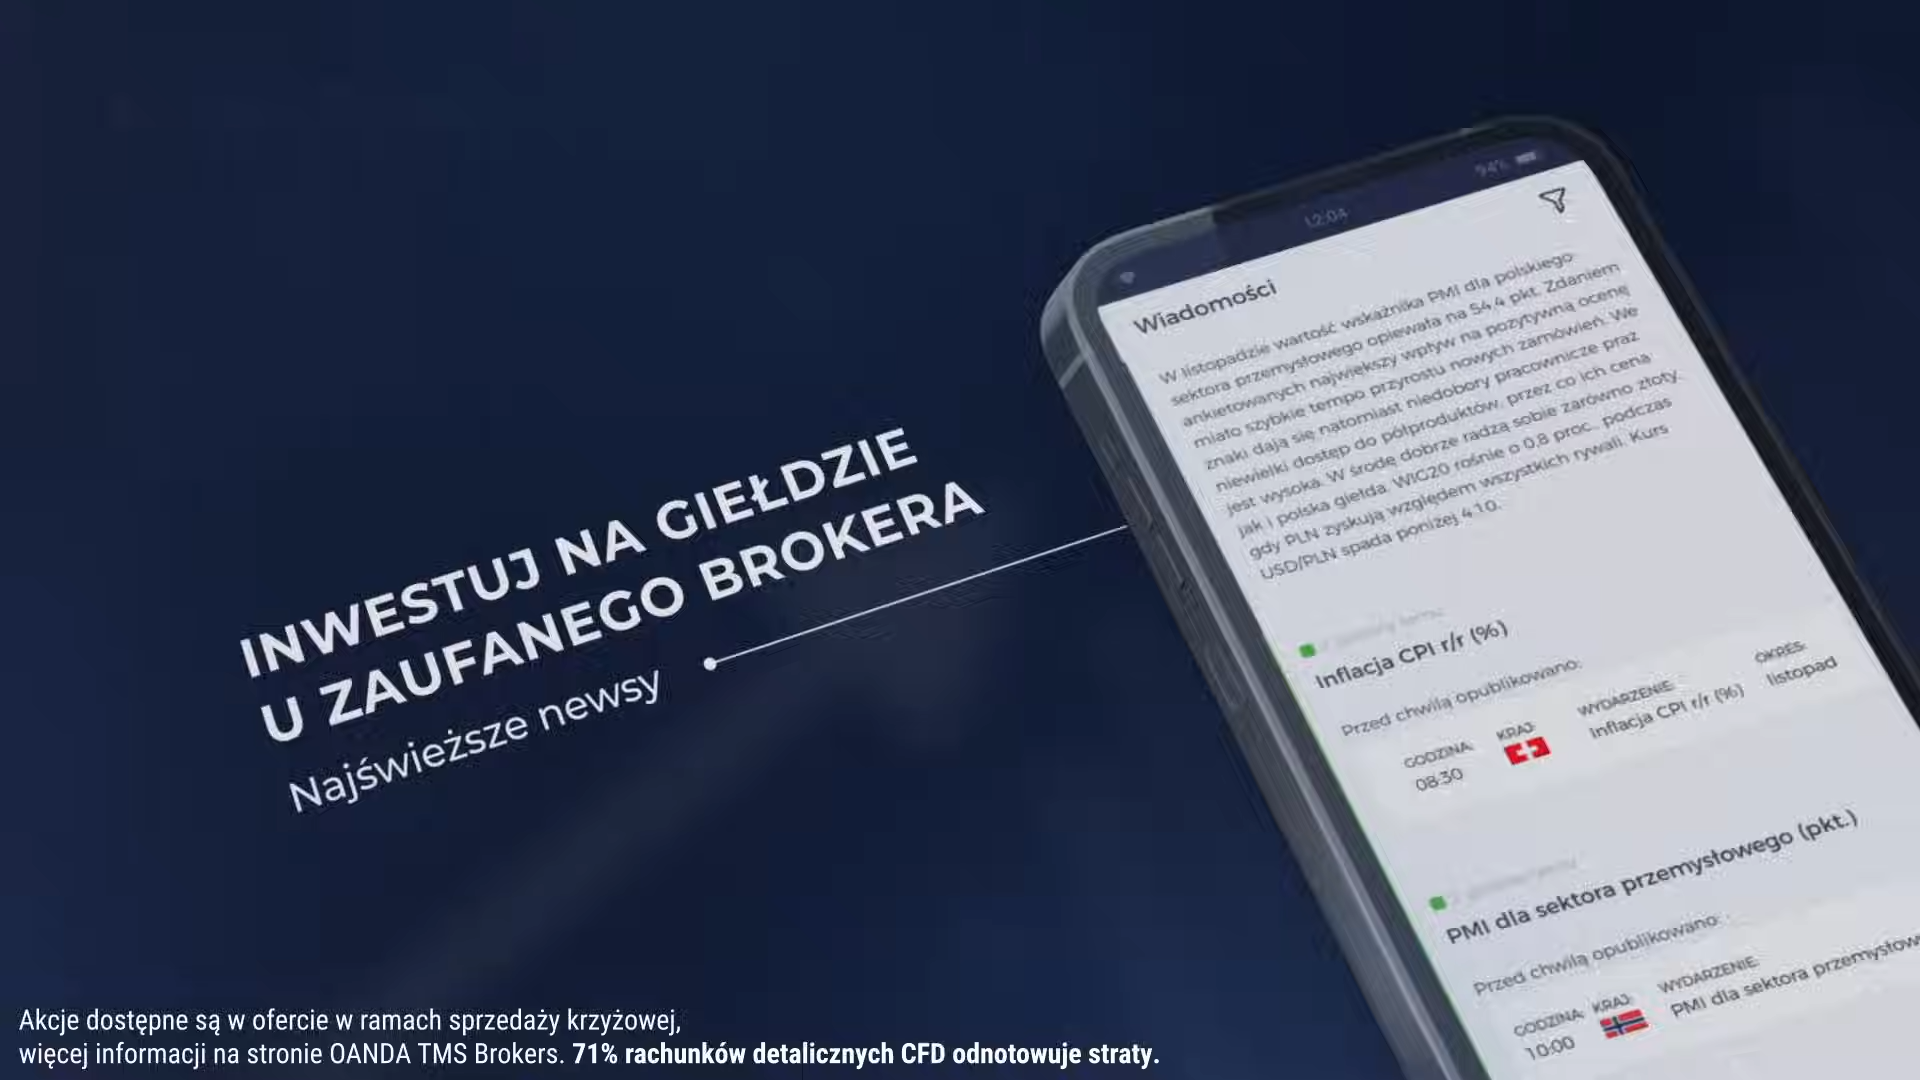 INWESTUJ NA GIEŁDZIE
U ZAUFANEGO BROKERA
Najświeższe newsy
94%
12:04
Wiadomości
W listopadzie wartość wskaźnika PMI dla polskiego
sektora przemysłowego opiewała na 54,4 pkt. Zdaniem
ankietowanych największy wpływ na pozytywną ocenę
miało szybkie tempo przyrostu nowych zamówień. We
znaki dają się natomiast niedobory pracownicze praz
niewielki dostęp do półproduktów, przez co ich cena
jest wysoka. W środę dobrze radzą sobie zarówno złoty,
jak i polska giełda. WIG20 rośnie o 0,8 proc., podczas
gdy PLN zyskują względem wszystkich rywali. Kurs
USD/PLN spada poniżej 4,10.
Inflacja CPI r/r (%)
Przed chwilą opublikowano:
GODZINA: KRAJ: WYDARZENIE: OKRES:
08:30 Inflacja CPI r/r (%) listopad
PMI dla sektora przemysłowego (pkt.)
Przed chwilą opublikowano:
GODZINA: KRAJ: WYDARZENIE:
10:00 PMI dla sektora
Akcje dostępne są w ofercie w ramach sprzedaży krzyżowej,
więcej informacji na stronie OANDA TMS Brokers. 71% rachunków detalicznych CFD odnotowuje straty.